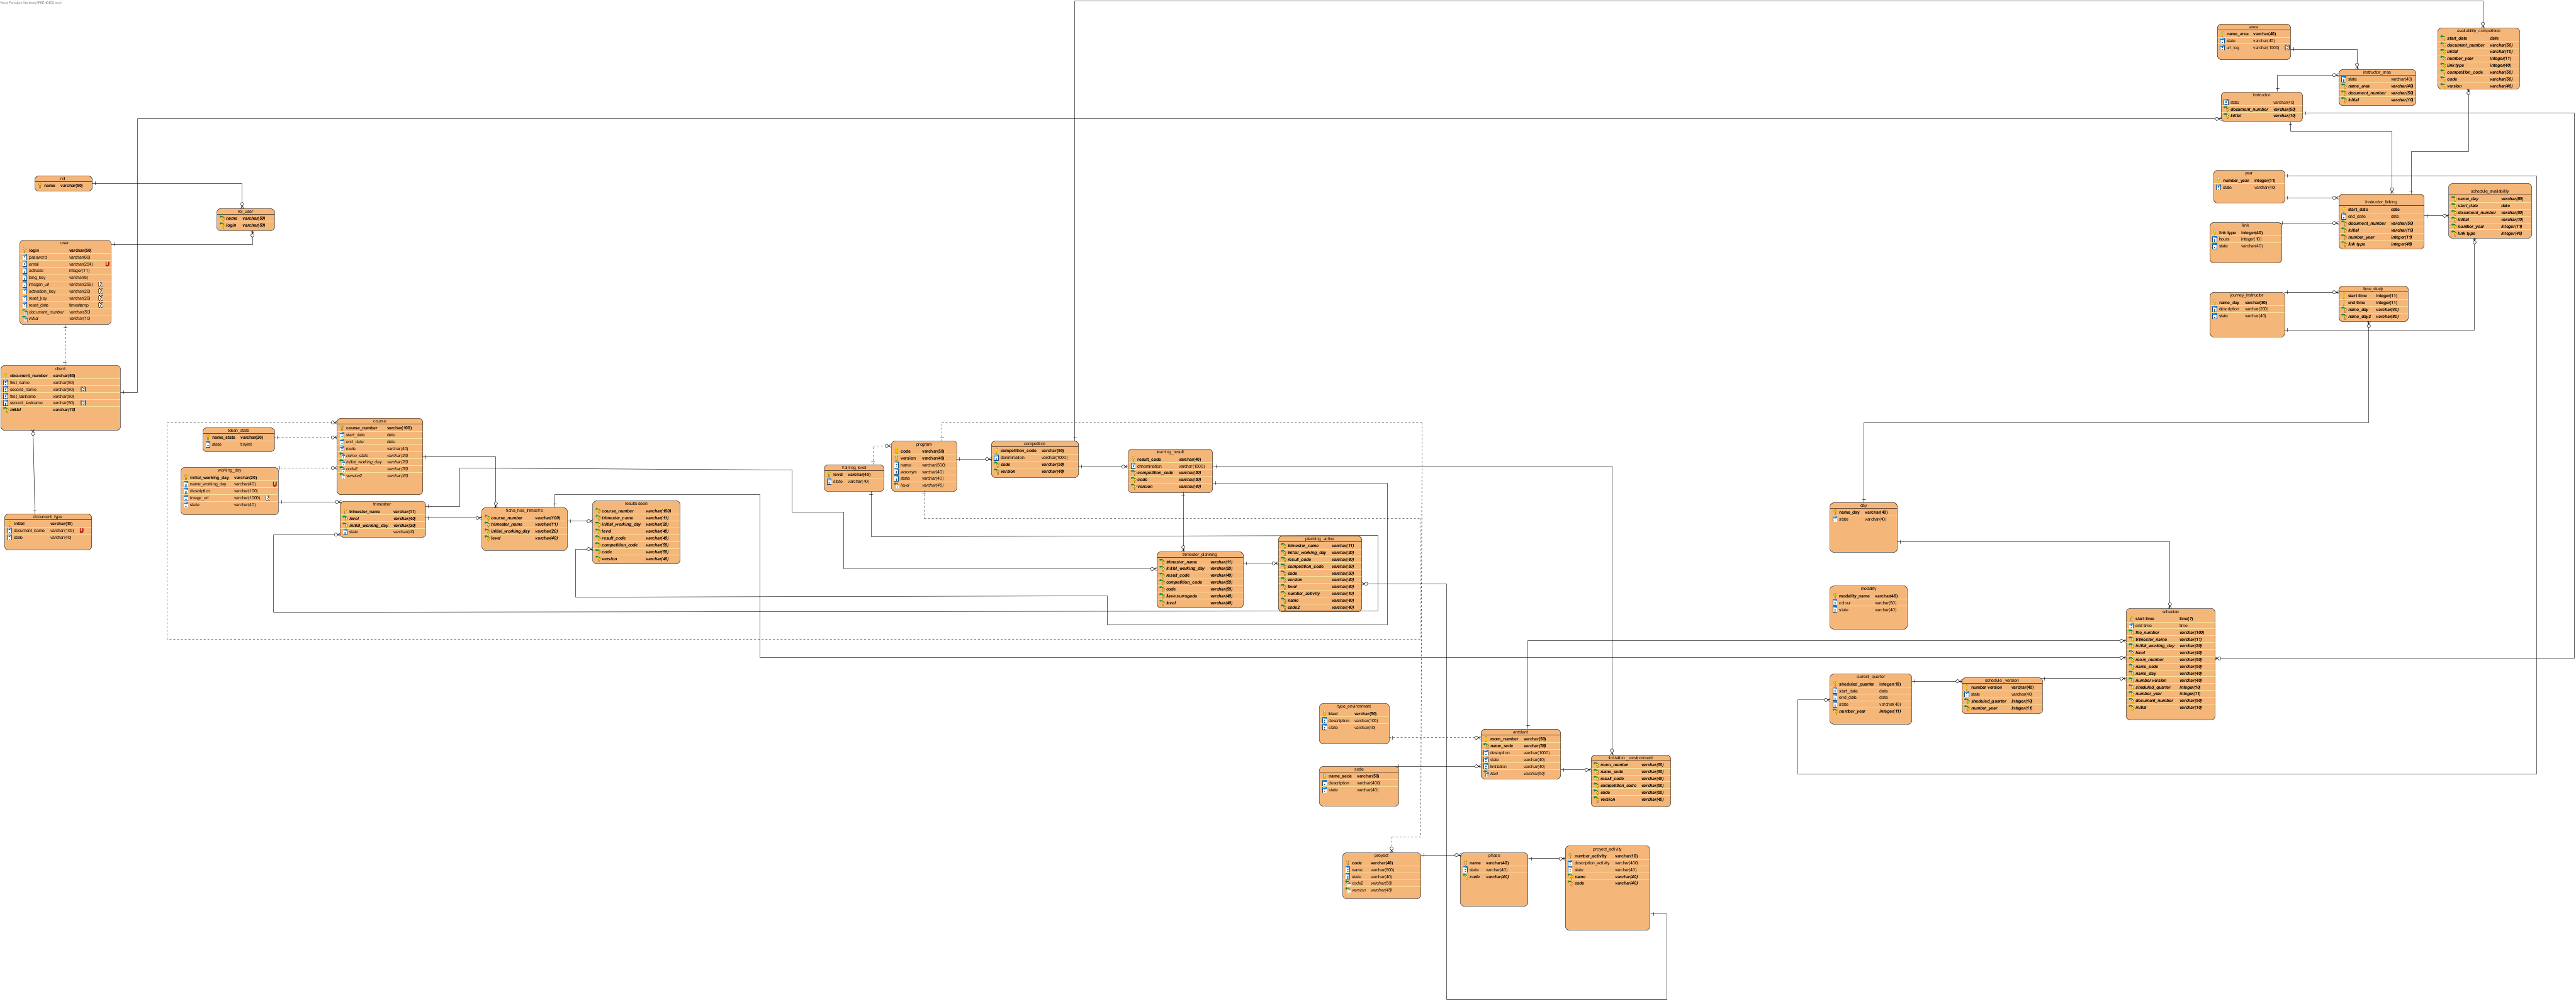 rol
name varchar(50)
rol_user
name varchar(50)
login varchar(50)
user
login varchar(50)
password varchar(60)
email varchar(256)
activate integer(11)
lang_key varchar(6)
imagen_url varchar(256)
activation_key varchar(20)
reset_key varchar(20)
reset_date timestamp
document_number varchar(50)
initial varchar(10)
client
document_number varchar(50)
first_name varchar(50)
second_name varchar(50)
first_lastname varchar(50)
second_lastname varchar(50)
initial varchar(10)
document_type
initial varchar(10)
document_name varchar(100)
state varchar(40)
name_state varchar(20)
state tinyint
working_day
initial_working_day varchar(20)
name_working_day varchar(40)
description varchar(100)
image_url varchar(1000)
state varchar(40)
course
course_number varchar(100)
start_date date
end_date date
route varchar(40)
name_state varchar(20)
initial_working_day varchar(20)
code2 varchar(50)
version2 varchar(40)
trimester
trimester_name varchar(11)
level varchar(40)
initial_working_day varchar(20)
state varchar(40)
course_number varchar(100)
trimester_name varchar(11)
initial_working_day varchar(20)
level varchar(40)
results seen
course_number varchar(100)
trimester_name varchar(11)
initial_working_day varchar(20)
level varchar(40)
result_code varchar(40)
competition_code varchar(50)
code varchar(50)
version varchar(40)
training_level
level varchar(40)
state varchar(40)
program
code varchar(50)
version varchar(40)
name varchar(500)
acronym varchar(40)
state varchar(40)
level varchar(40)
competition
competition_code varchar(50)
denomination varchar(1000)
code varchar(50)
version varchar(40)
learning_result
result_code varchar(40)
denomination varchar(1000)
competition_code varchar(50)
code varchar(50)
version varchar(40)
trimester_planning
trimester_name varchar(11)
initial_working_day varchar(20)
result_code varchar(40)
competition_code varchar(50)
code varchar(50)
llave surrogada varchar(40)
level varchar(40)
trimester_name varchar(11)
initial_working_day varchar(20)
result_code varchar(40)
competition_code varchar(50)
code varchar(50)
version varchar(40)
level varchar(40)
number_activity varchar(10)
name varchar(40)
code2 varchar(40)
type_environment
kind varchar(50)
description varchar(100)
state varchar(40)
sede
name_sede varchar(50)
description varchar(400)
state varchar(40)
ambient
room_number varchar(50)
name_sede varchar(50)
description varchar(1000)
state varchar(40)
limitation varchar(40)
kind varchar(50)
limitation_environment
room_number varchar(50)
name_sede varchar(50)
result_code varchar(40)
competition_code varchar(50)
code varchar(50)
version varchar(40)
proyect
code varchar(40)
name varchar(500)
state varchar(40)
code2 varchar(50)
version varchar(40)
phase
name varchar(40)
state varchar(40)
code varchar(40)
proyect_activity
number_activity varchar(10)
description_activity varchar(400)
state varchar(40)
name varchar(40)
code varchar(40)
area
name_area varchar(40)
state varchar(40)
url_log varchar(1000)
instructor_area
state varchar(40)
name_area varchar(40)
document_number varchar(50)
initial varchar(10)
instructor
state varchar(40)
document_number varchar(50)
initial varchar(10)
availability_competition
start_date date
document_number varchar(50)
initial varchar(10)
number_year integer(11)
link type integer(40)
competition_code varchar(50)
code varchar(50)
version varchar(40)
year
number_year integer(11)
state varchar(40)
link
link type integer(40)
hours integer(10)
state varchar(40)
instructor_linking
start_date date
end_date date
document_number varchar(50)
initial varchar(10)
number_year integer(11)
link type integer(40)
schedule_availability
name_day varchar(80)
start_date date
document_number varchar(50)
initial varchar(10)
number_year integer(11)
link type integer(40)
journey_instructor
name_day varchar(80)
description varchar(200)
state varchar(40)
time_study
start time integer(11)
end time integer(11)
name_day varchar(40)
name_day2 varchar(80)
day
name_day varchar(40)
state varchar(40)
modality
modality_name varchar(40)
colour varchar(50)
state varchar(40)
current_quarter
sheduled_quarter integer(10)
start_date date
end_date date
state varchar(40)
number_year integer(11)
schedule_version
number version varchar(40)
state varchar(40)
sheduled_quarter integer(10)
number_year integer(11)
schedule
start time time(7)
end time time
file_number varchar(100)
trimester_name varchar(11)
initial_working_day varchar(20)
level varchar(40)
room_number varchar(50)
name_sede varchar(50)
name_day varchar(40)
number version varchar(40)
sheduled_quarter integer(10)
number_year integer(11)
document_number varchar(50)
initial varchar(10)